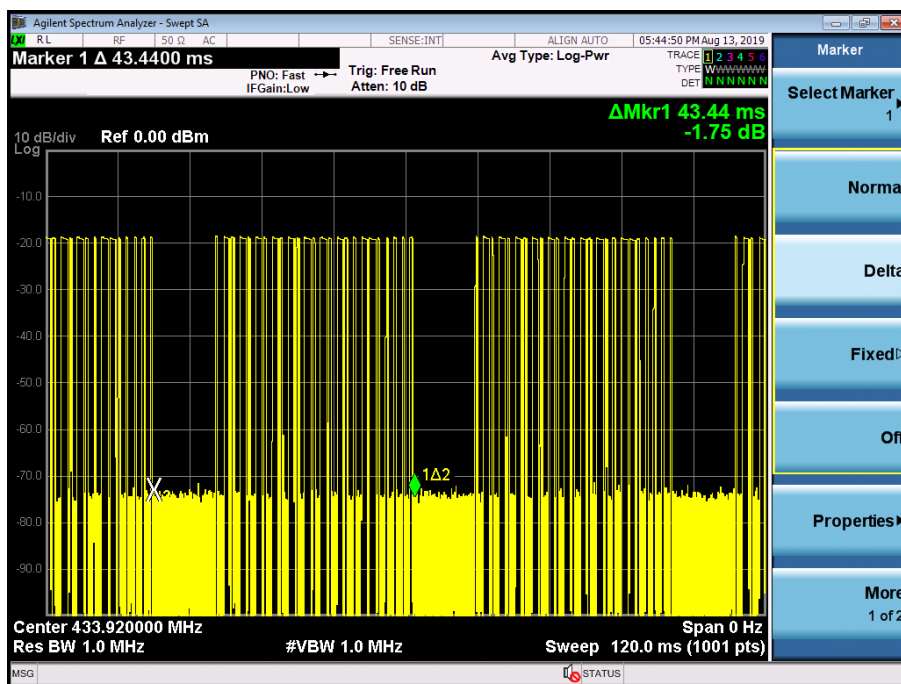 Agilent Spectrum Analyzer - Swept SA
LXI RL RF 50 Ω AC SENSE:INT ALIGN AUTO 05:44:50 PM Aug 13, 2019
Marker 1 Δ 43.4400 ms
PNO: Fast
IFGain:Low
Trig: Free Run
Atten: 10 dB
Avg Type: Log-Pwr
TRACE 1 2 3 4 5 6
TYPE WWWWWW
DET N N N N N N
ΔMkr1 43.44 ms
-1.75 dB
10 dB/div Ref 0.00 dBm
Log
-10.0
-20.0
-30.0
-40.0
-50.0
-60.0
-70.0
-80.0
-90.0
1Δ2
Center 433.920000 MHz
Span 0 Hz
Res BW 1.0 MHz
#VBW 1.0 MHz
Sweep 120.0 ms (1001 pts)
MSG
STATUS
Marker
Select Marker
1
Norma
Delta
Fixed
Off
Properties
More
1 of 2